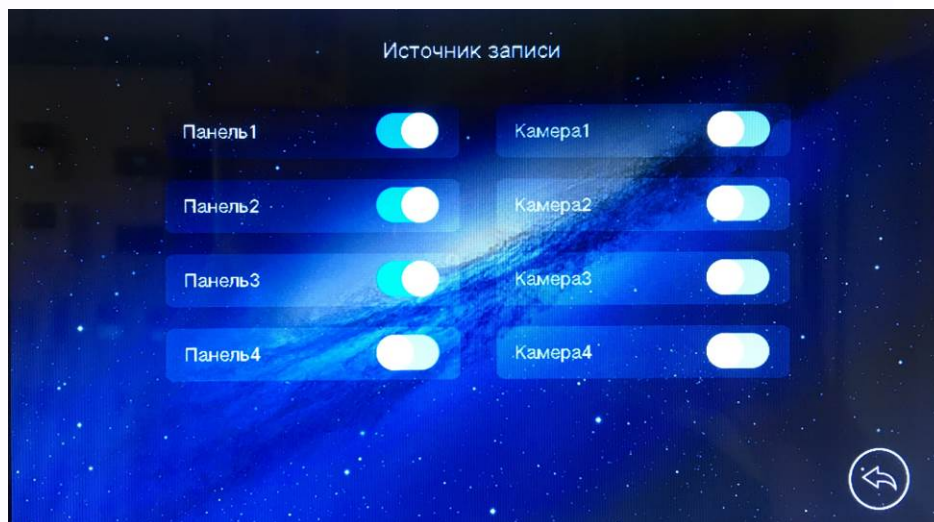 Источник записи
Панель1
Камера1
Панель2
Камера2
Панель3
Камера3
Панель4
Камера4